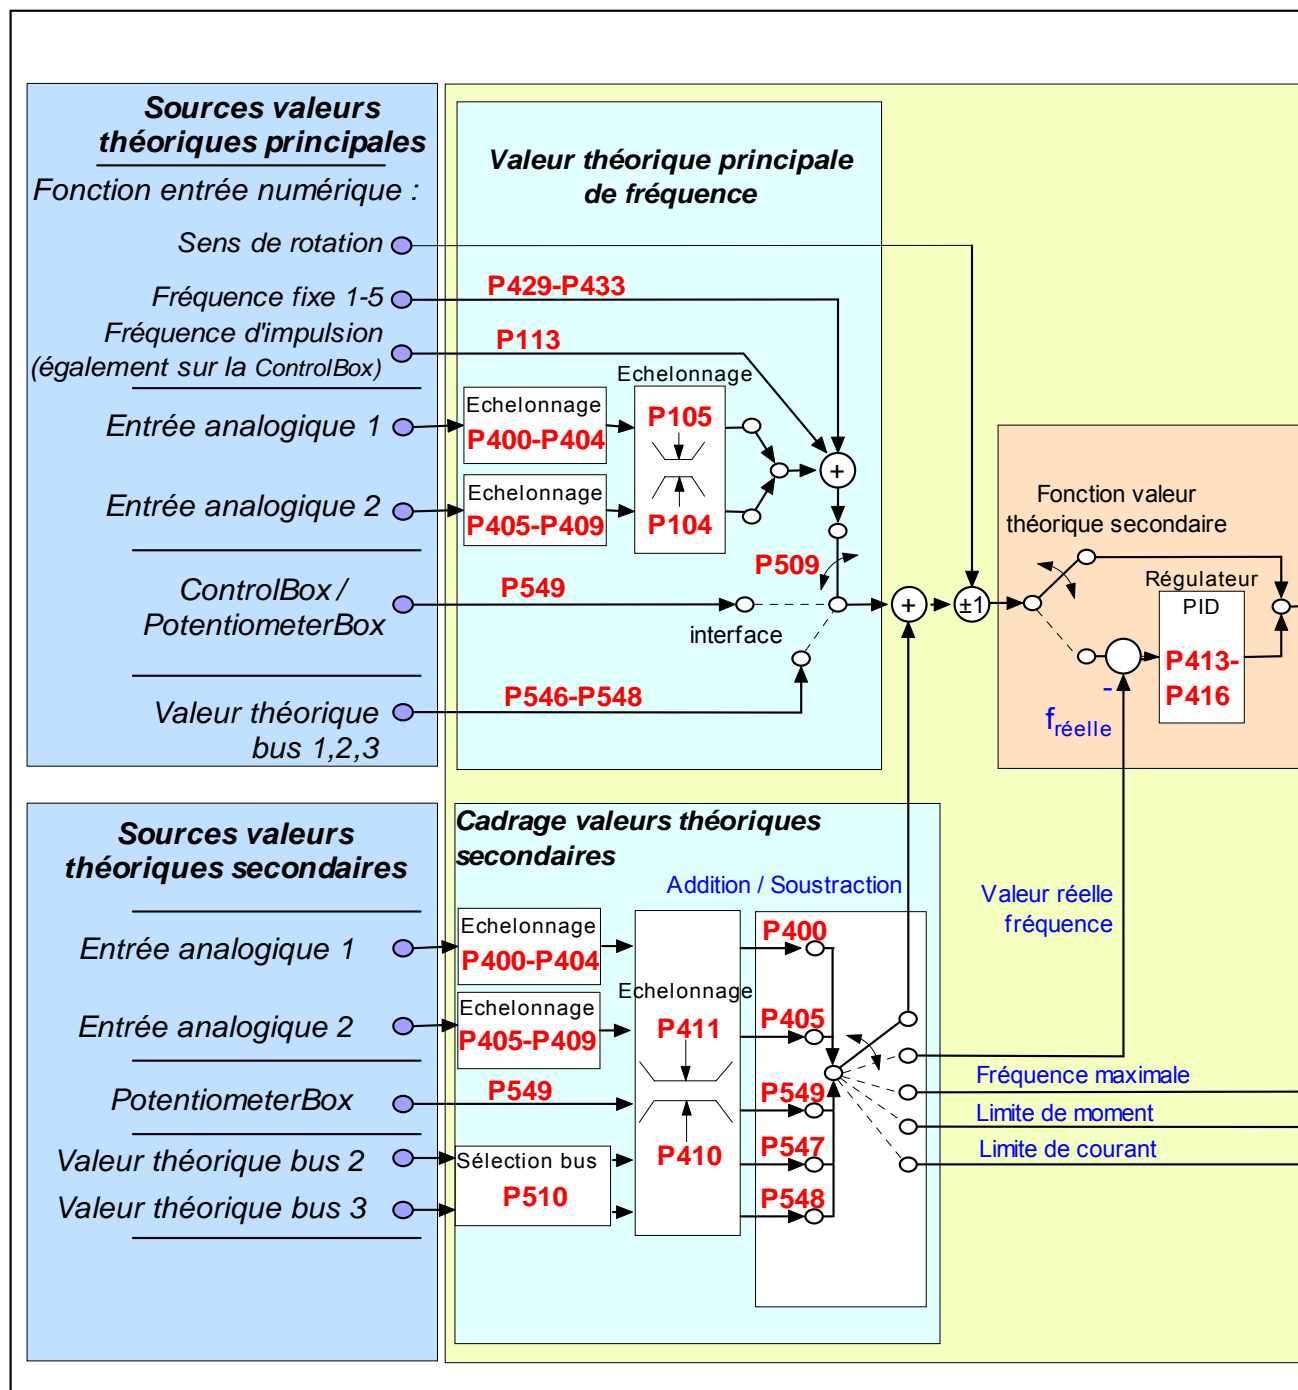 Sources valeurs
théoriques principales
Fonction entrée numérique :
Sens de rotation
Fréquence fixe 1-5
Fréquence d'impulsion
(également sur la ControlBox)
Entrée analogique 1
Entrée analogique 2
ControlBox /
PotentiometerBox
Valeur théorique
bus 1,2,3
Valeur théorique principale
de fréquence
P429-P433
P113
Echelonnage
Echelonnage
P400-P404
P105
Echelonnage
P405-P409
P104
P509
P549
interface
P546-P548
+
+
±1
Fonction valeur
théorique secondaire
Régulateur
PID
P413-
P416
-
fréelle
Sources valeurs
théoriques secondaires
Entrée analogique 1
Entrée analogique 2
PotentiometerBox
Valeur théorique bus 2
Valeur théorique bus 3
Cadrage valeurs théoriques
secondaires
Addition / Soustraction
Echelonnage
P400-P404
Echelonnage
P405-P409
P549
Sélection bus
P510
Echelonnage
P411
P410
P400
P405
P549
P547
P548
Valeur réelle
fréquence
Fréquence maximale
Limite de moment
Limite de courant